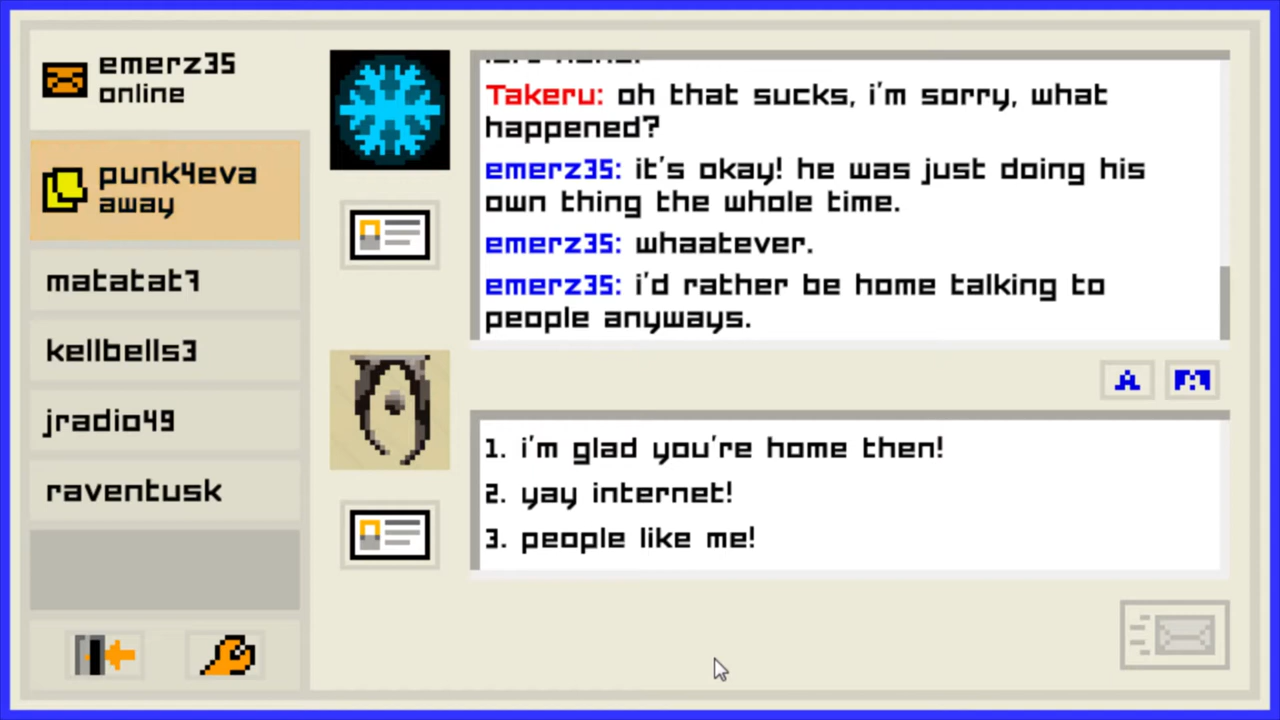 emerz35
online
punk4eva
away
matatat7
kellbells3
jradio49
raventusk
Takeru: oh that sucks, i'm sorry, what
happened?
emerz35: it's okay! he was just doing his
own thing the whole time.
emerz35: whaatever.
emerz35: i'd rather be home talking to
people anyways.
A
1. i'm glad you're home then!
2. yay internet!
3. people like me!